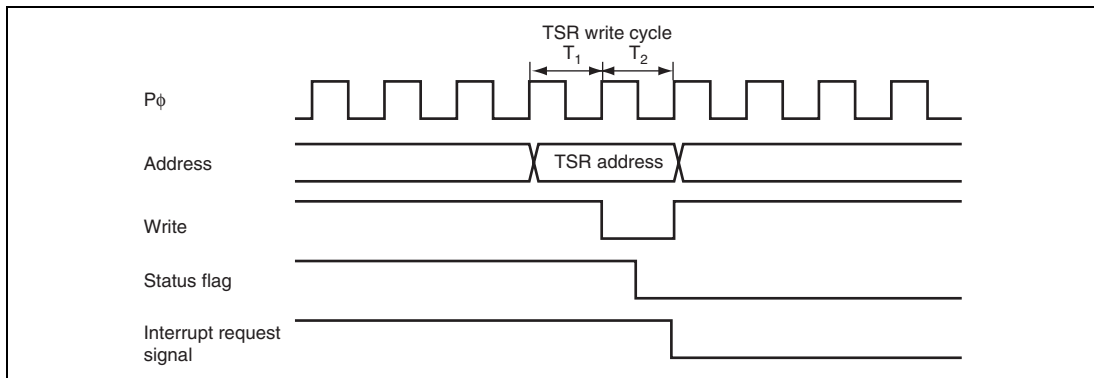 TSR write cycle
T1 T2
Pϕ
Address
TSR address
Write
Status flag
Interrupt request
signal